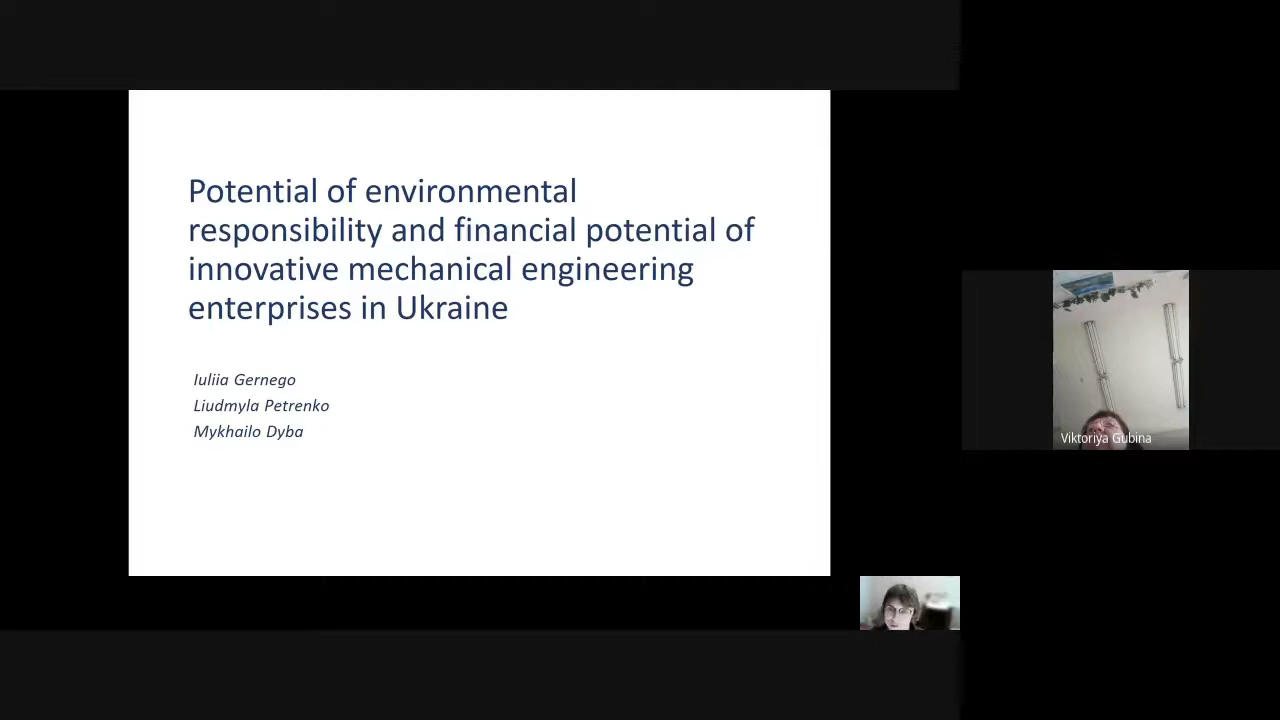 Potential of environmental
responsibility and financial potential of
innovative mechanical engineering
enterprises in Ukraine
Iuliia Gernego
Liudmyla Petrenko
Mykhailo Dyba
Viktoriya Gubina